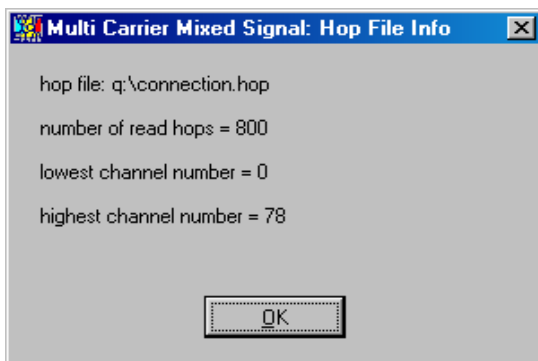 Multi Carrier Mixed Signal: Hop File Info
hop file: q:\connection.hop
number of read hops = 800
lowest channel number = 0
highest channel number = 78
OK